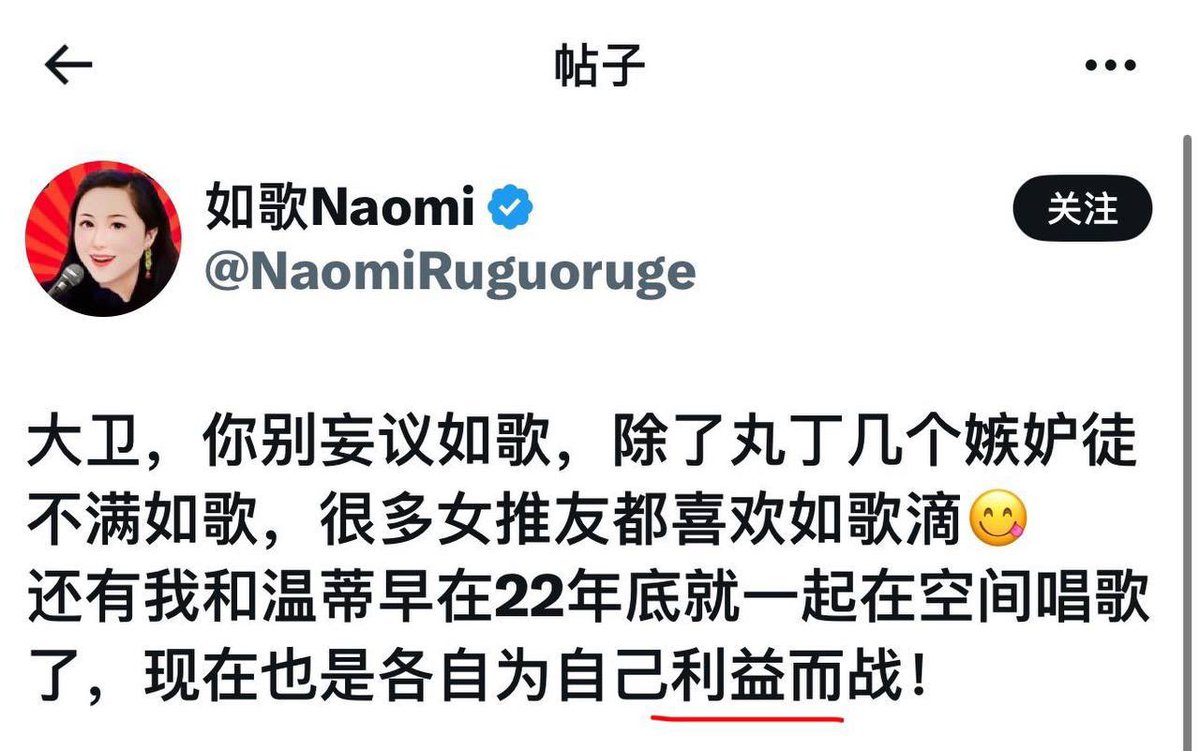 帖子
如歌Naomi
@NaomiRuguoruge
关注
大卫，你别妄议如歌，除了丸丁几个嫉妒徒
不满如歌，很多女推友都喜欢如歌滴😋
还有我和温蒂早在22年底就一起在空间唱歌
了，现在也是各自为自己利益而战！